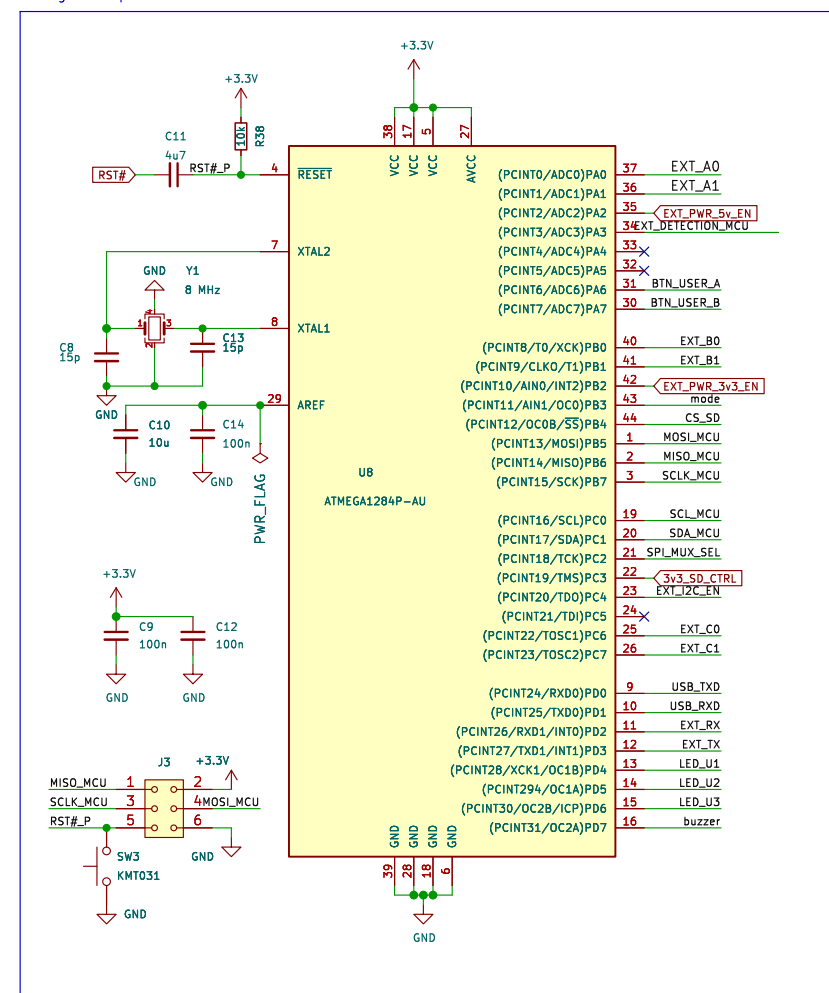 +3.3V
+3.3V
C11
4u7
10k
R38
RST#
RST#_P
4
RESET
7
XTAL2
GND
Y1
8 MHz
4
1
3
2
8
XTAL1
C8
15p
C13
15p
GND
29
AREF
C10
10u
C14
100n
GND
GND
PWR_FLAG
U8
ATMEGA1284P-AU
38
17
5
27
VCC
VCC
VCC
AVCC
(PCINT0/ADC0)PA0 37 EXT_A0
(PCINT1/ADC1)PA1 36 EXT_A1
(PCINT2/ADC2)PA2 35 EXT_PWR_5v_EN
(PCINT3/ADC3)PA3 34 EXT_DETECTION_MCU
(PCINT4/ADC4)PA4 33
(PCINT5/ADC5)PA5 32
(PCINT6/ADC6)PA6 31 BTN_USER_A
(PCINT7/ADC7)PA7 30 BTN_USER_B
(PCINT8/T0/XCK)PB0 40 EXT_B0
(PCINT9/CLKO/T1)PB1 41 EXT_B1
(PCINT10/AIN0/INT2)PB2 42 EXT_PWR_3v3_EN
(PCINT11/AIN1/OC0)PB3 43 mode
(PCINT12/OC0B/SS)PB4 44 CS_SD
(PCINT13/MOSI)PB5 1 MOSI_MCU
(PCINT14/MISO)PB6 2 MISO_MCU
(PCINT15/SCK)PB7 3 SCLK_MCU
(PCINT16/SCL)PC0 19 SCL_MCU
(PCINT17/SDA)PC1 20 SDA_MCU
(PCINT18/TCK)PC2 21 SPI_MUX_SEL
(PCINT19/TMS)PC3 22 3v3_SD_CTRL
(PCINT20/TDO)PC4 23 EXT_I2C_EN
(PCINT21/TDI)PC5 24
(PCINT22/TOSC1)PC6 25 EXT_C0
(PCINT23/TOSC2)PC7 26 EXT_C1
(PCINT24/RXD0)PD0 9 USB_TXD
(PCINT25/TXD0)PD1 10 USB_RXD
(PCINT26/RXD1/INT0)PD2 11 EXT_RX
(PCINT27/TXD1/INT1)PD3 12 EXT_TX
(PCINT28/XCK1/OC1B)PD4 13 LED_U1
(PCINT294/OC1A)PD5 14 LED_U2
(PCINT30/OC2B/ICP)PD6 15 LED_U3
(PCINT31/OC2A)PD7 16 buzzer
GND
GND
GND
GND
39
28
18
6
GND
+3.3V
C9
100n
C12
100n
GND
GND
J3
+3.3V
MISO_MCU 1 2
SCLK_MCU 3 4 MOSI_MCU
RST#_P 5 6
GND
SW3
KMT031
GND